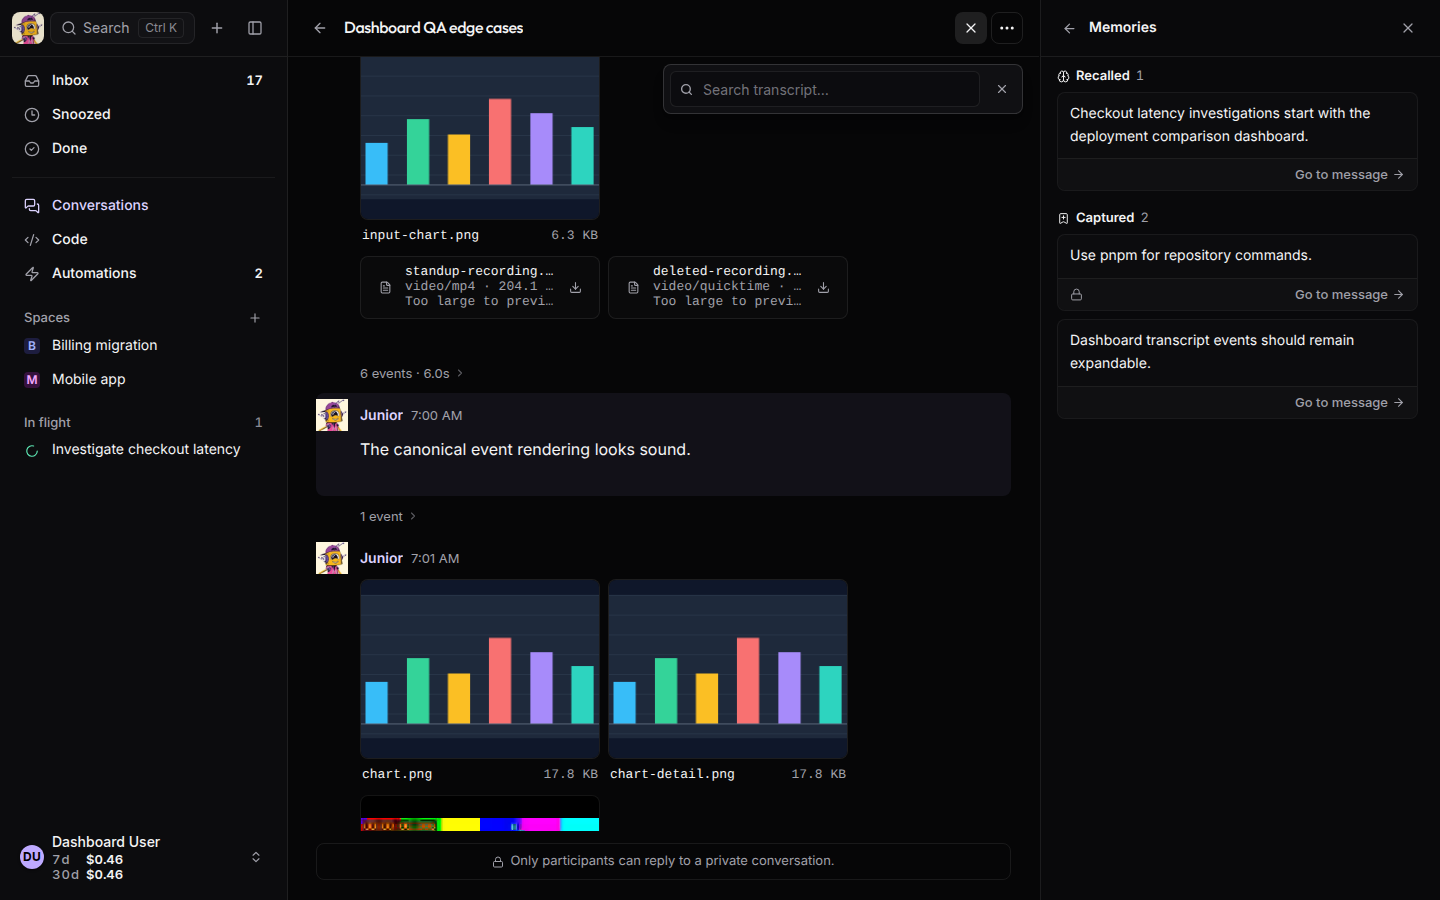 Search Ctrl K
Inbox 17
Snoozed
Done
Conversations
Code
Automations 2
Spaces
B Billing migration
M Mobile app
In flight 1
Investigate checkout latency
DU Dashboard User
7d $0.46
30d $0.46
Dashboard QA edge cases
Search transcript...
input-chart.png 6.3 KB
standup-recording.…
video/mp4 · 204.1 …
Too large to previ…
deleted-recording.…
video/quicktime · …
Too large to previ…
6 events · 6.0s
Junior 7:00 AM
The canonical event rendering looks sound.
1 event
Junior 7:01 AM
chart.png 17.8 KB
chart-detail.png 17.8 KB
Only participants can reply to a private conversation.
Memories
Recalled 1
Checkout latency investigations start with the
deployment comparison dashboard.
Go to message
Captured 2
Use pnpm for repository commands.
Go to message
Dashboard transcript events should remain
expandable.
Go to message